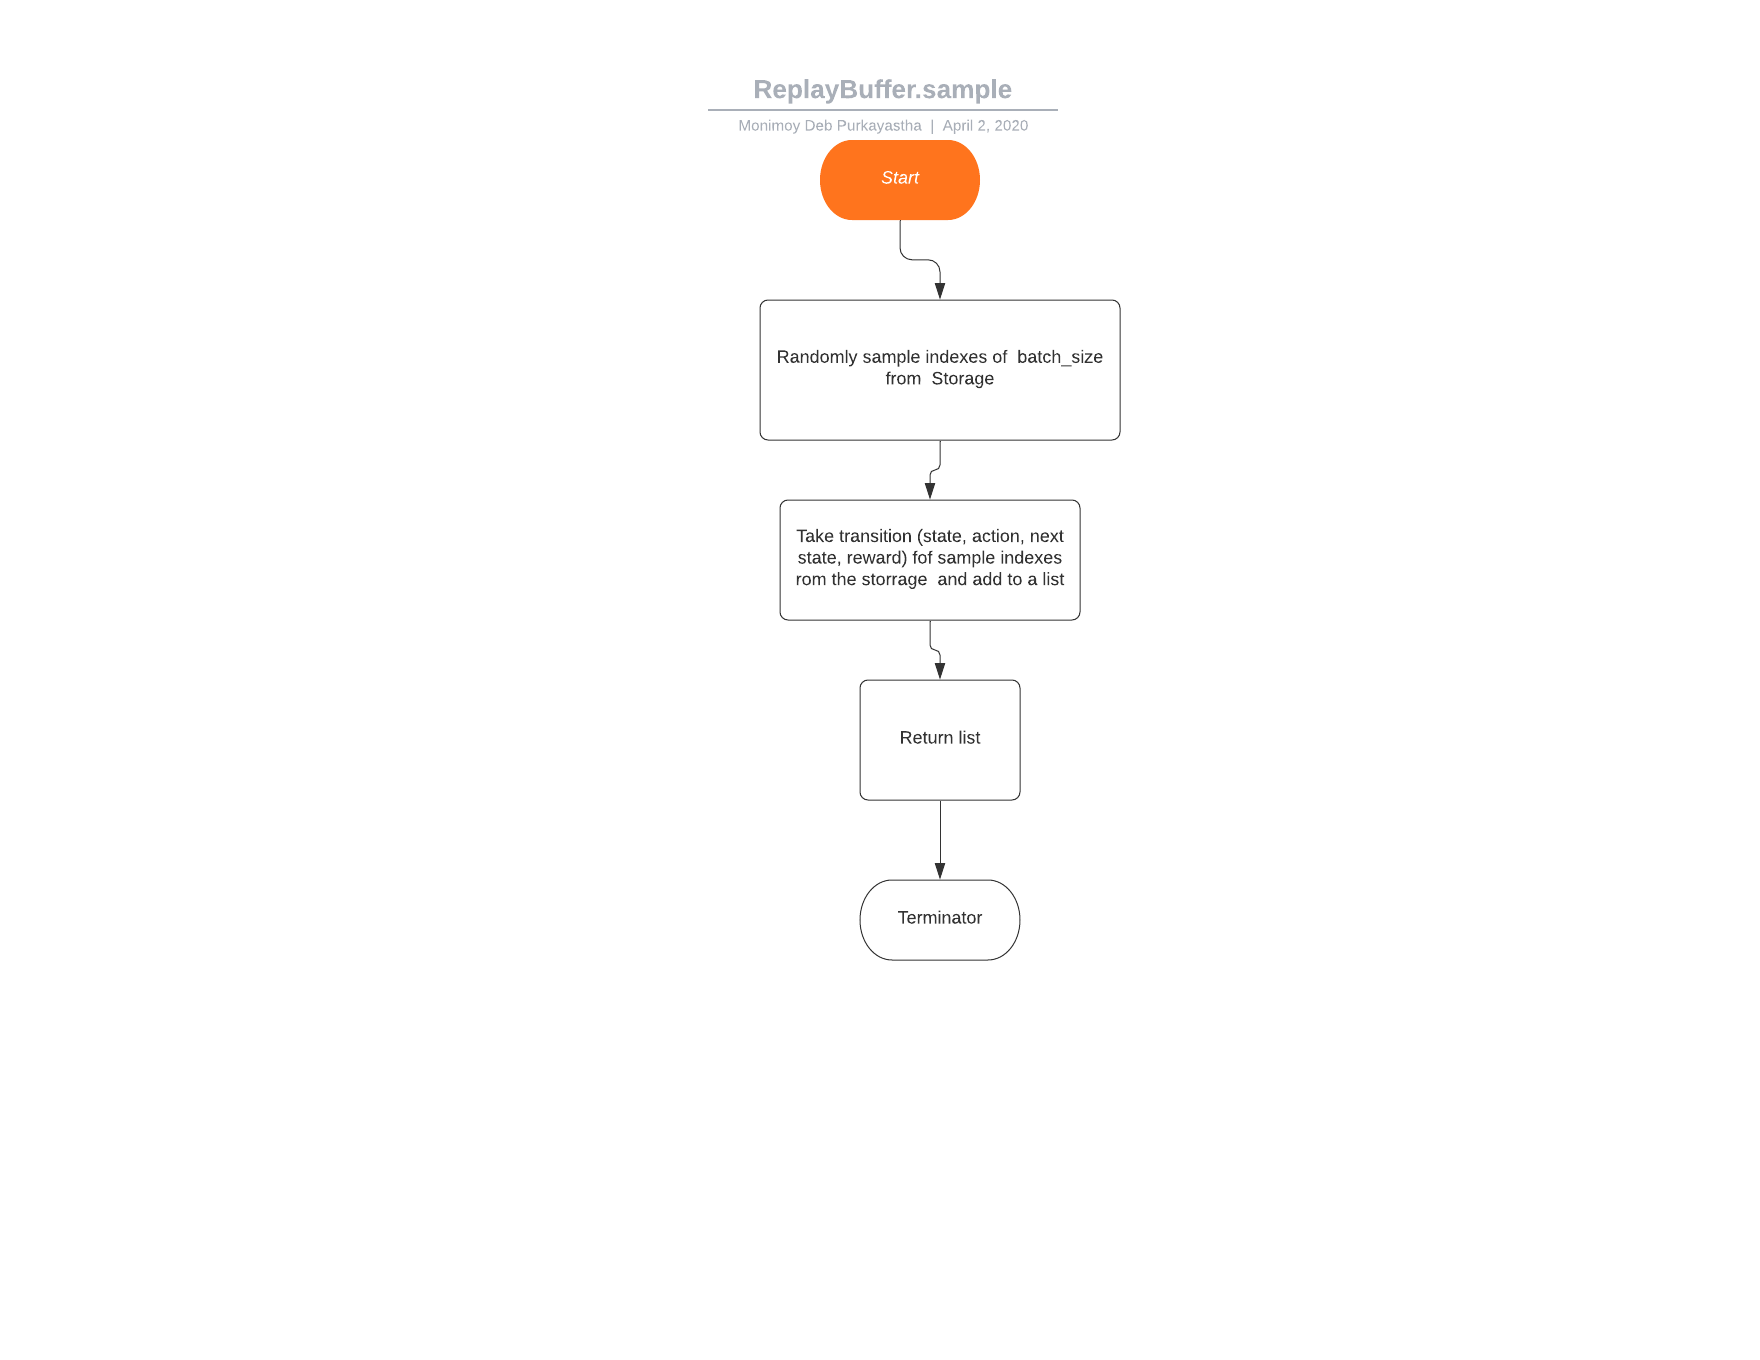 ReplayBuffer.sample
Monimoy Deb Purkayastha | April 2, 2020
Start
Randomly sample indexes of batch_size
from Storage
Take transition (state, action, next
state, reward) fof sample indexes
rom the storrage and add to a list
Return list
Terminator